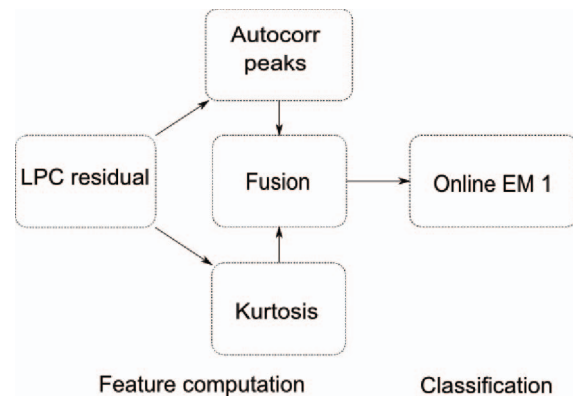 Autocorr
peaks
LPC residual
Fusion
Online EM 1
Kurtosis
Feature computation
Classification